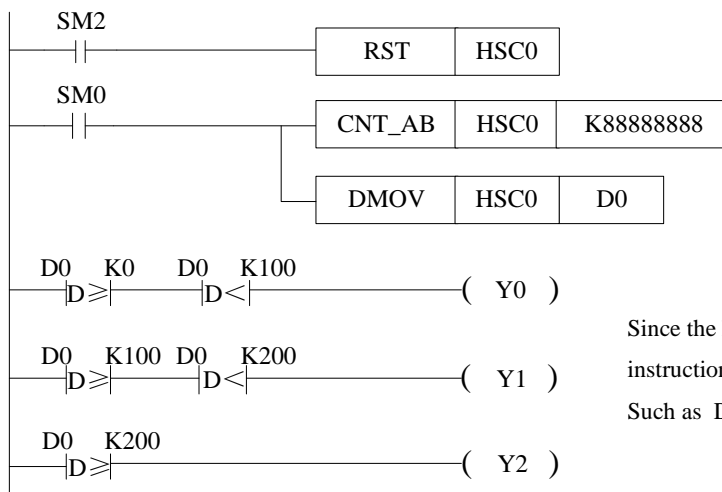 SM2
RST HSC0
SM0
CNT_AB HSC0 K88888888
DMOV HSC0 D0
D0 K0 D0 K100
D≥ D< ( Y0 )
Since the
D0 K100 D0 K200
D≥ D< ( Y1 )
Such as
D0 K200
D≥ ( Y2 )